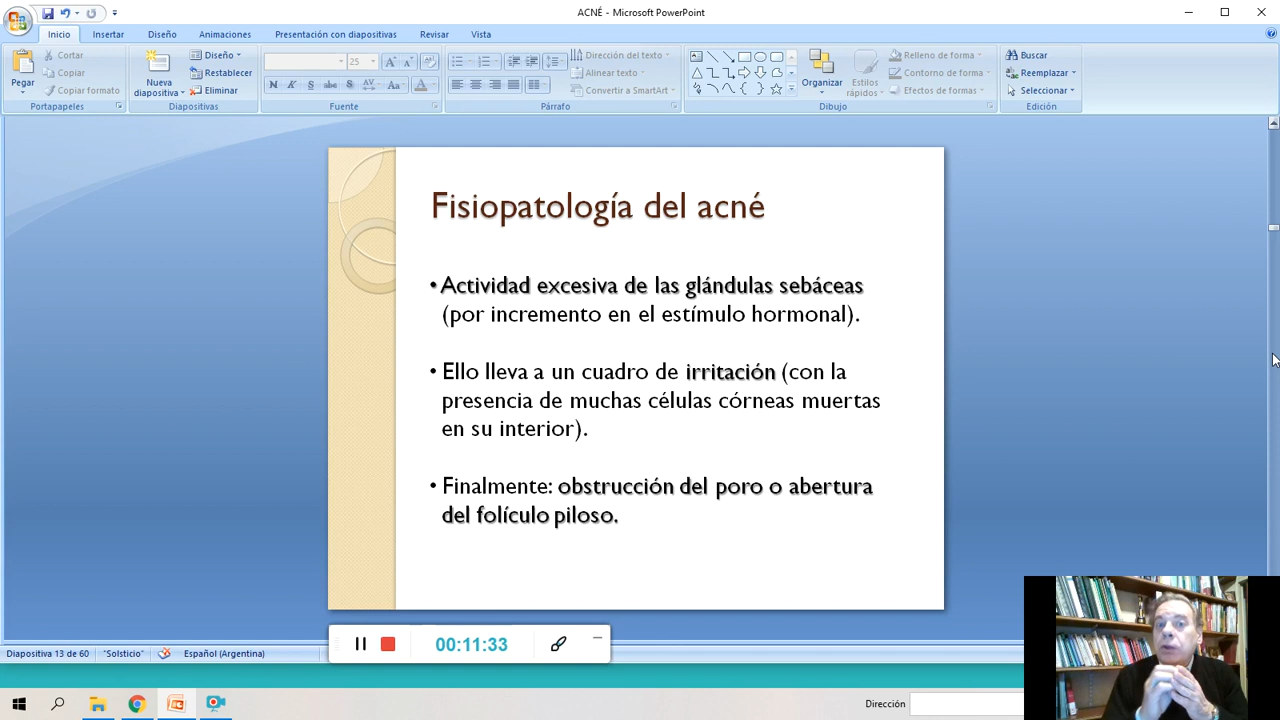 ACNÉ - Microsoft PowerPoint
Inicio Insertar Diseño Animaciones Presentación con diapositivas Revisar Vista
Pegar
Cortar
Copiar
Copiar formato
Portapapeles
Nueva
diapositiva
Diseño
Restablecer
Eliminar
Diapositivas
25
N K S abc S AV Aa A
Fuente
Dirección del texto
Alinear texto
Convertir a SmartArt
Párrafo
Organizar
Estilos
rápidos
Relleno de forma
Contorno de forma
Efectos de formas
Dibujo
Buscar
Reemplazar
Seleccionar
Edición
Fisiopatología del acné
• Actividad excesiva de las glándulas sebáceas
(por incremento en el estímulo hormonal).
• Ello lleva a un cuadro de irritación (con la
presencia de muchas células córneas muertas
en su interior).
• Finalmente: obstrucción del poro o abertura
del folículo piloso.
00:11:33
Diapositiva 13 de 60 "Solsticio" Español (Argentina)
Dirección